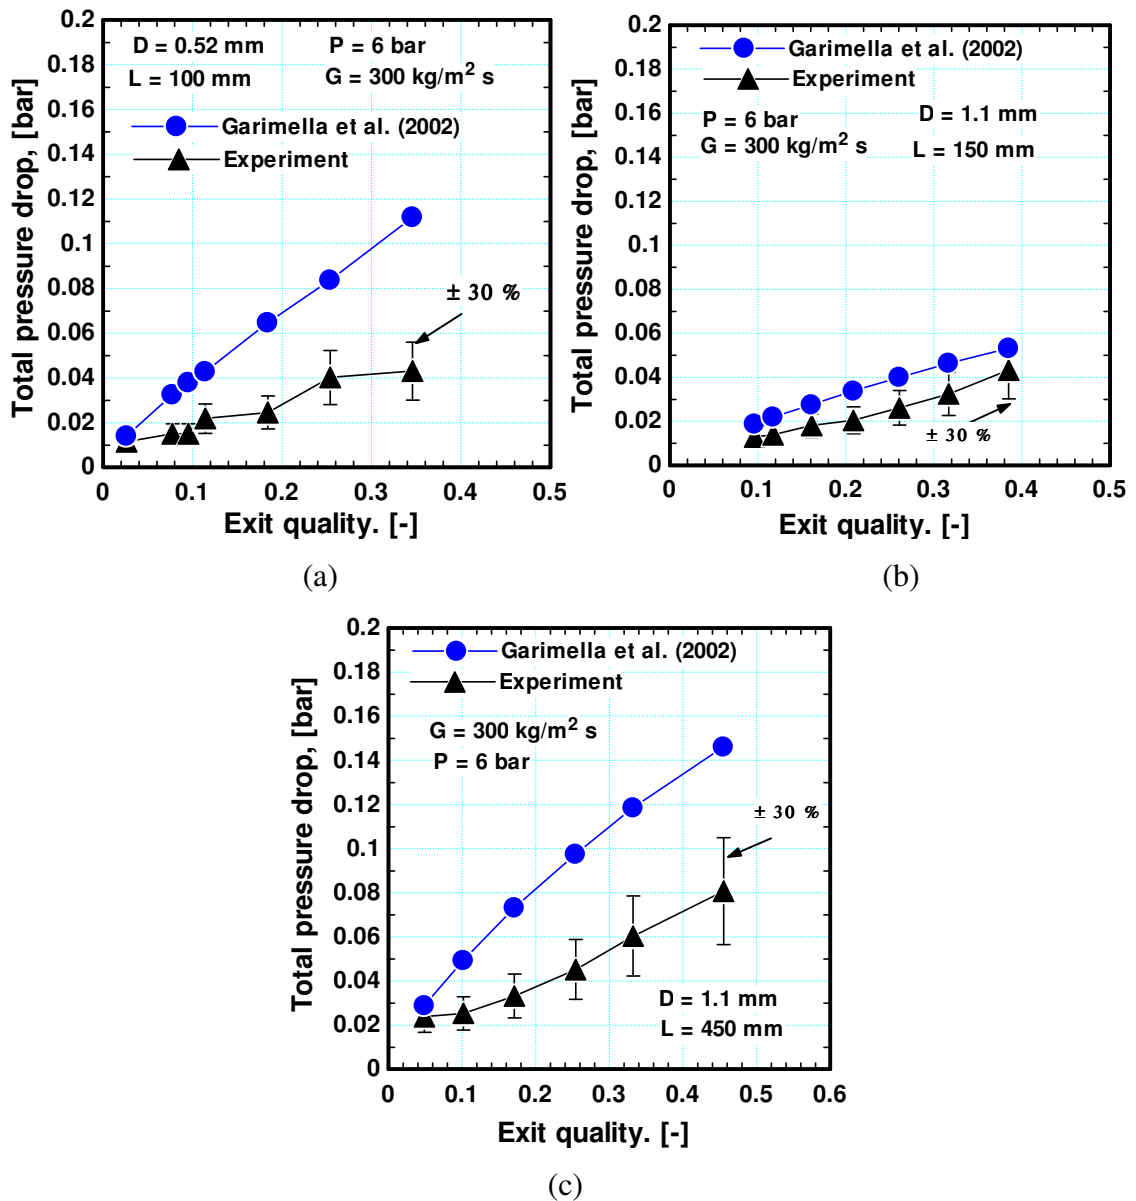 0.2
0.18
0.16
0.14
0.12
0.1
0.08
0.06
0.04
0.02
0
Total pressure drop, [bar]
D = 0.52 mm
P = 6 bar
L = 100 mm
G = 300 kg/m² s
Garimella et al. (2002)
Experiment
± 30 %
0 0.1 0.2 0.3 0.4 0.5
Exit quality. [-]
(a)
0.2
0.18
0.16
0.14
0.12
0.1
0.08
0.06
0.04
0.02
0
Total pressure drop, [bar]
Garimella et al. (2002)
Experiment
P = 6 bar
D = 1.1 mm
G = 300 kg/m² s
L = 150 mm
± 30 %
0 0.1 0.2 0.3 0.4 0.5
Exit quality. [-]
(b)
0.2
0.18
0.16
0.14
0.12
0.1
0.08
0.06
0.04
0.02
0
Total pressure drop, [bar]
Garimella et al. (2002)
Experiment
G = 300 kg/m² s
P = 6 bar
± 30 %
D = 1.1 mm
L = 450 mm
0 0.1 0.2 0.3 0.4 0.5 0.6
Exit quality. [-]
(c)